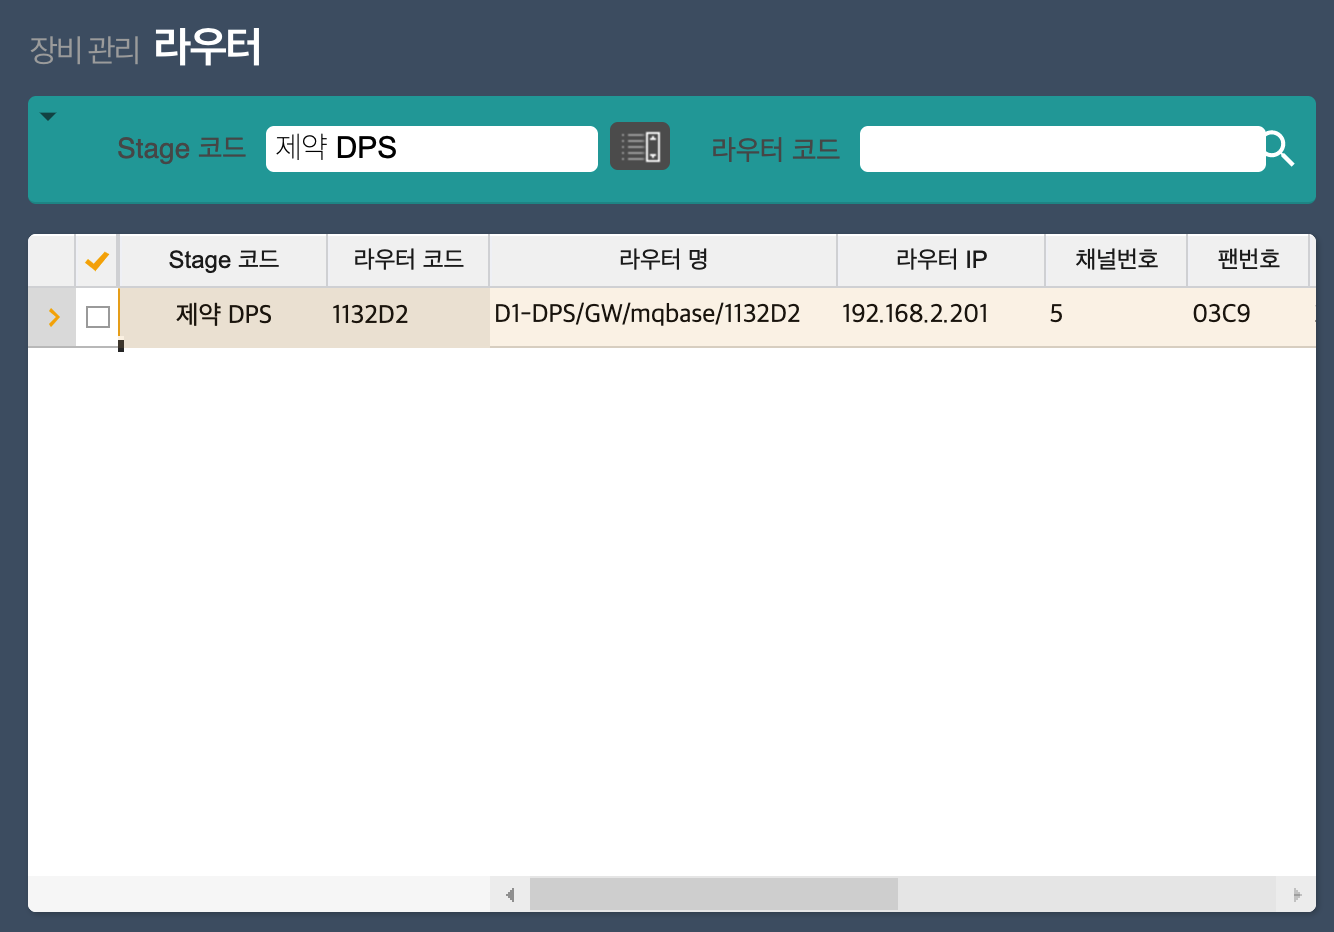 장비 관리 라우터
Stage 코드 제약 DPS 라우터 코드
Stage 코드 라우터 코드 라우터 명 라우터 IP 채널번호 팬번호
제약 DPS 1132D2 D1-DPS/GW/mqbase/1132D2 192.168.2.201 5 03C9